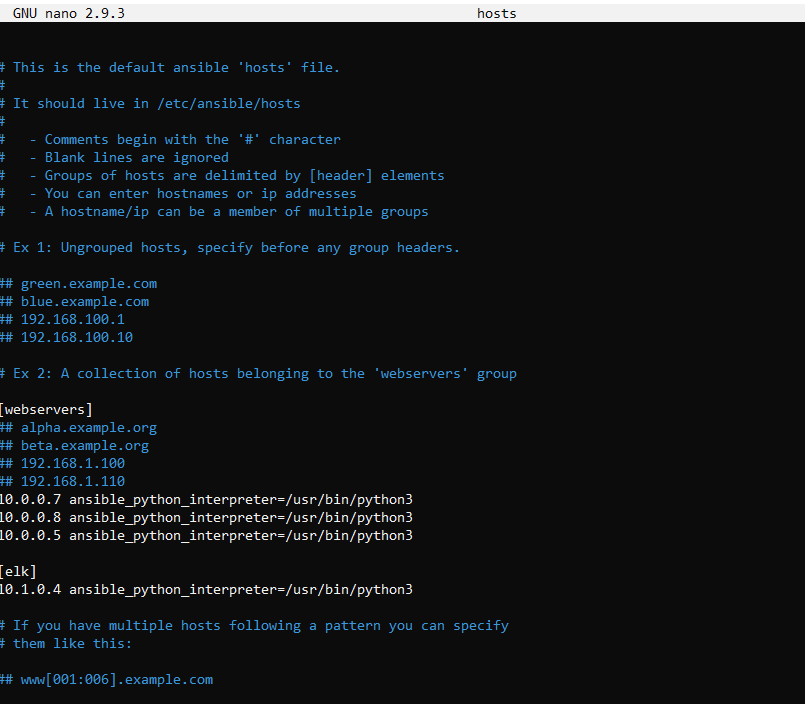 GNU nano 2.9.3 hosts
# This is the default ansible 'hosts' file.
#
# It should live in /etc/ansible/hosts
#
#   - Comments begin with the '#' character
#   - Blank lines are ignored
#   - Groups of hosts are delimited by [header] elements
#   - You can enter hostnames or ip addresses
#   - A hostname/ip can be a member of multiple groups
# Ex 1: Ungrouped hosts, specify before any group headers.
## green.example.com
## blue.example.com
## 192.168.100.1
## 192.168.100.10
# Ex 2: A collection of hosts belonging to the 'webservers' group
[webservers]
## alpha.example.org
## beta.example.org
## 192.168.1.100
## 192.168.1.110
10.0.0.7 ansible_python_interpreter=/usr/bin/python3
10.0.0.8 ansible_python_interpreter=/usr/bin/python3
10.0.0.5 ansible_python_interpreter=/usr/bin/python3
[elk]
10.1.0.4 ansible_python_interpreter=/usr/bin/python3
# If you have multiple hosts following a pattern you can specify
# them like this:
## www[001:006].example.com